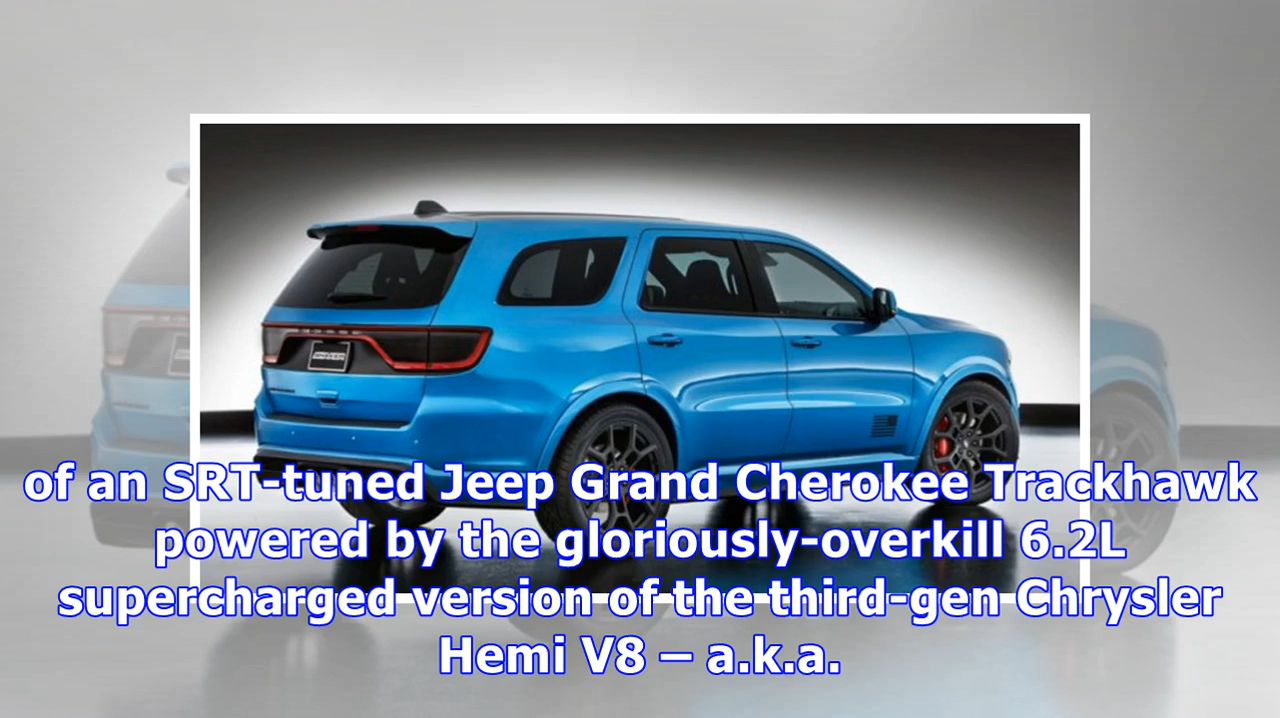 of an SRT-tuned Jeep Grand Cherokee Trackhawk
powered by the gloriously-overkill 6.2L
supercharged version of the third-gen Chrysler
Hemi V8 – a.k.a.